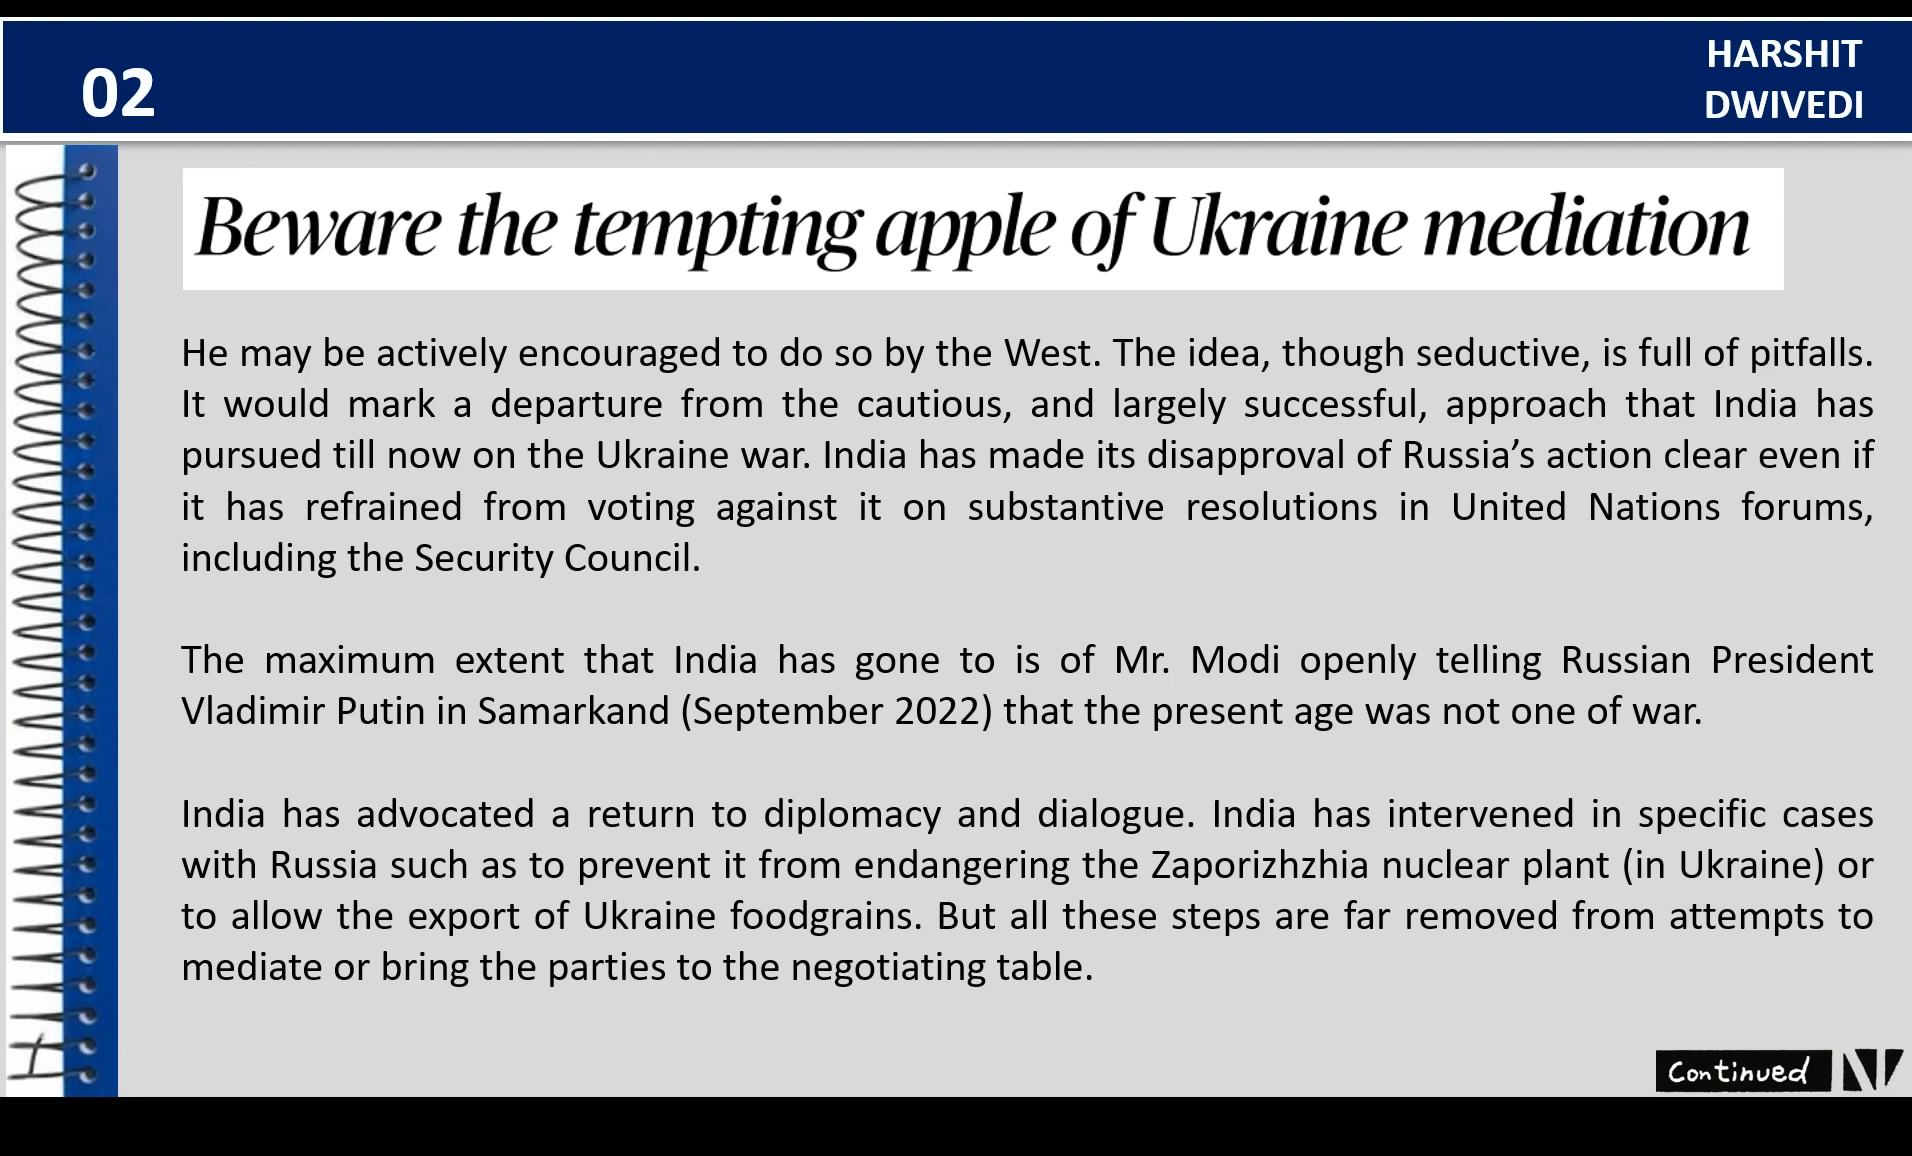 02
HARSHIT
DWIVEDI
Beware the tempting apple of Ukraine mediation
He may be actively encouraged to do so by the West. The idea, though seductive, is full of pitfalls.
It would mark a departure from the cautious, and largely successful, approach that India has
pursued till now on the Ukraine war. India has made its disapproval of Russia’s action clear even if
it has refrained from voting against it on substantive resolutions in United Nations forums,
including the Security Council.
The maximum extent that India has gone to is of Mr. Modi openly telling Russian President
Vladimir Putin in Samarkand (September 2022) that the present age was not one of war.
India has advocated a return to diplomacy and dialogue. India has intervened in specific cases
with Russia such as to prevent it from endangering the Zaporizhzhia nuclear plant (in Ukraine) or
to allow the export of Ukraine foodgrains. But all these steps are far removed from attempts to
mediate or bring the parties to the negotiating table.
Continued